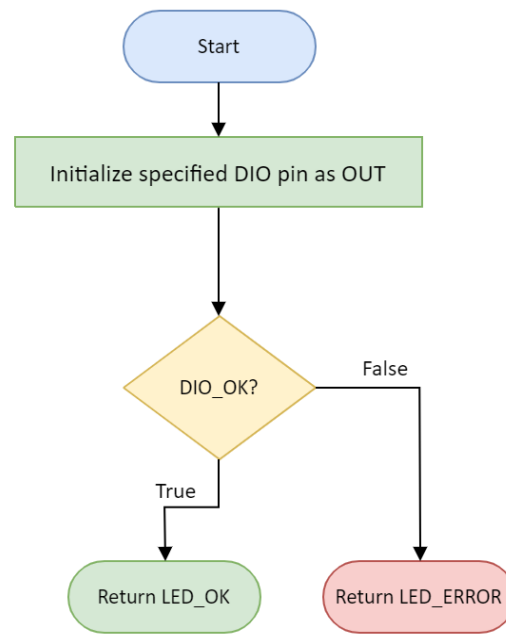 Start
Initialize specified DIO pin as OUT
DIO_OK?
False
True
Return LED_OK
Return LED_ERROR